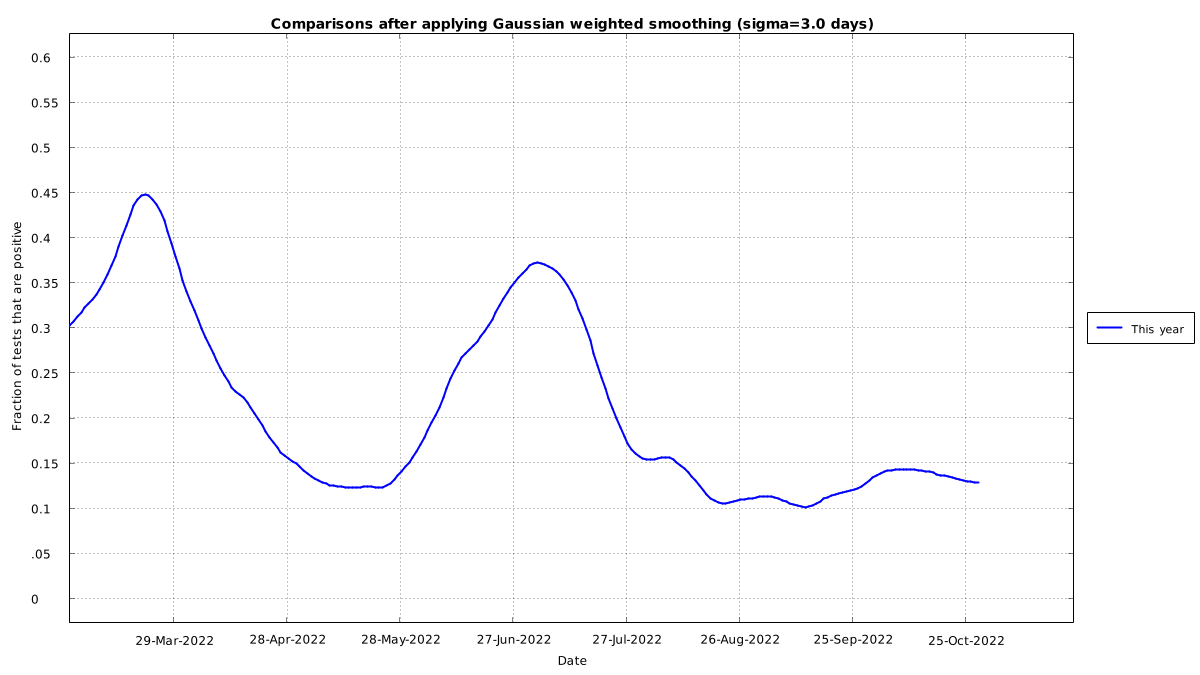 Comparisons after applying Gaussian weighted smoothing (sigma=3.0 days)
Fraction of tests that are positive
0.6
0.55
0.5
0.45
0.4
0.35
0.3
0.25
0.2
0.15
0.1
.05
0
29-Mar-2022 28-Apr-2022 28-May-2022 27-Jun-2022 27-Jul-2022 26-Aug-2022 25-Sep-2022 25-Oct-2022
Date
This year